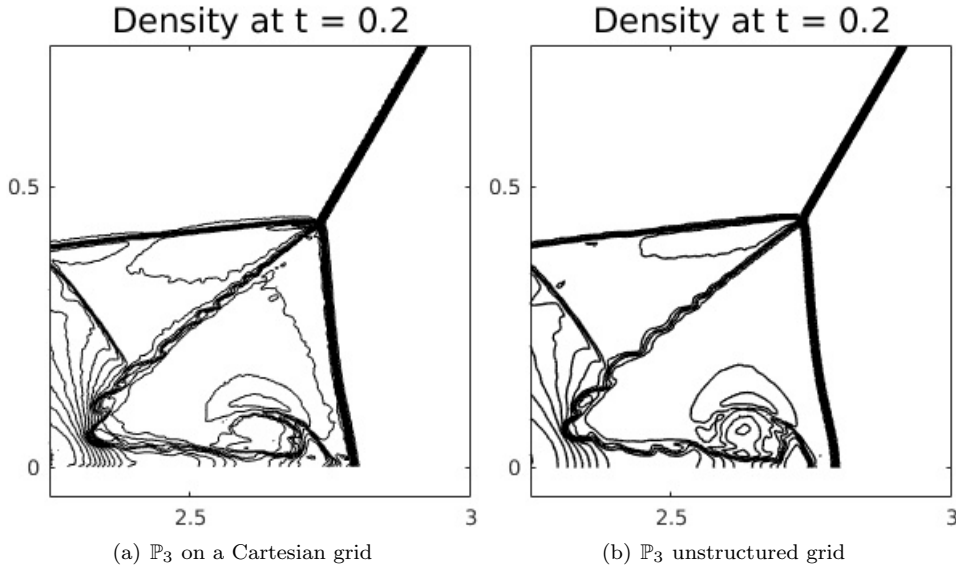 Density at t = 0.2
0.5
0
2.5
3
(a) ℙ₃ on a Cartesian grid
Density at t = 0.2
0.5
0
2.5
3
(b) ℙ₃ unstructured grid